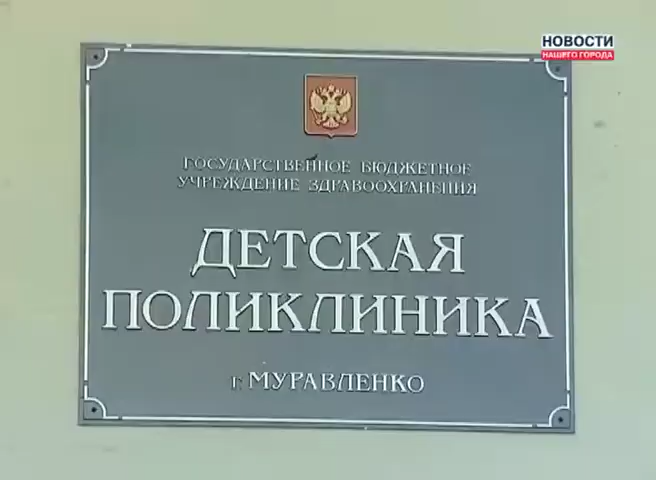 НОВОСТИ
НАШЕГО ГОРОДА
ГОСУДАРСТВЕННОЕ БЮДЖЕТНОЕ
УЧРЕЖДЕНИЕ ЗДРАВООХРАНЕНИЯ
ДЕТСКАЯ
ПОЛИКЛИНИКА
г. МУРАВЛЕНКО